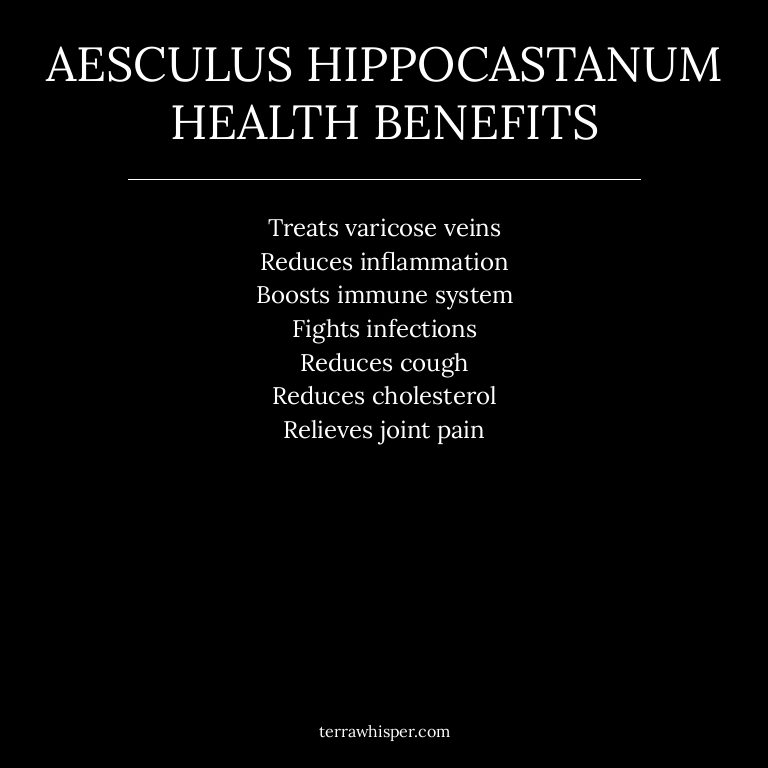 AESCULUS HIPPOCASTANUM
HEALTH BENEFITS
Treats varicose veins
Reduces inflammation
Boosts immune system
Fights infections
Reduces cough
Reduces cholesterol
Relieves joint pain
terrawhisper.com